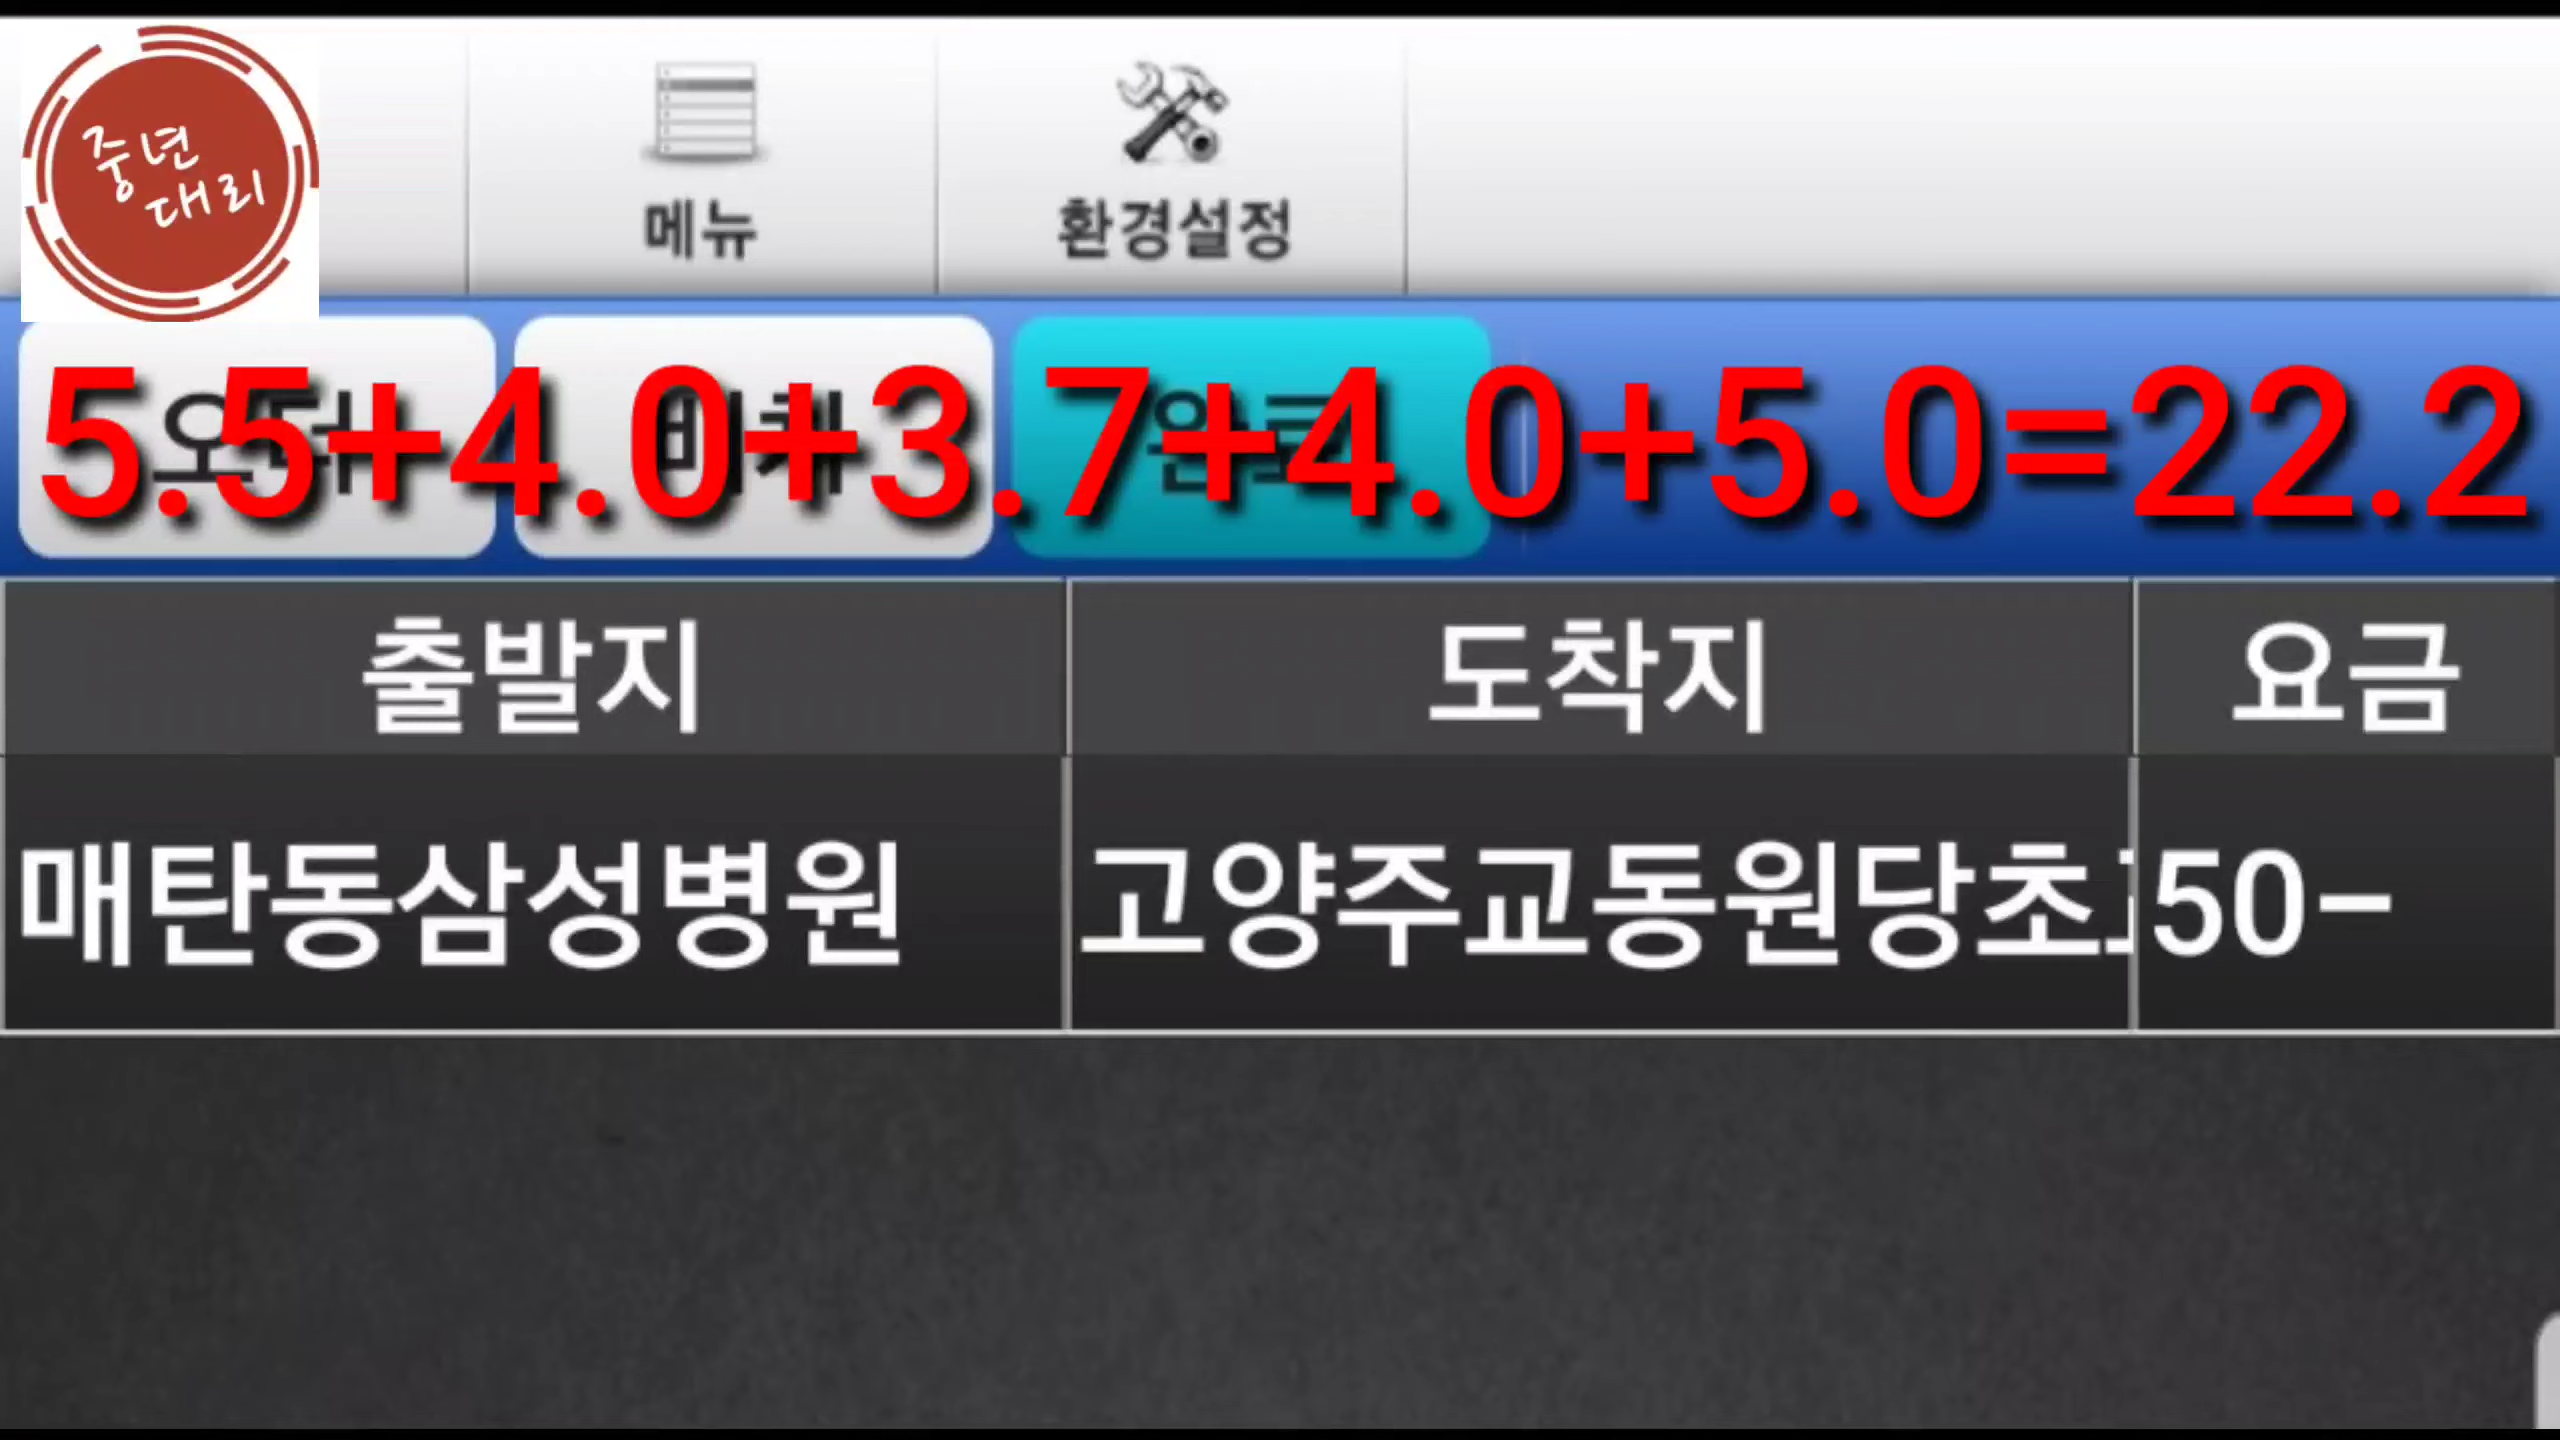 중년
대리
메뉴
환경설정
5.5+4.0+3.7+4.0+5.0=22.2
출발지
도착지
요금
매탄동삼성병원
고양주교동원당초
50-